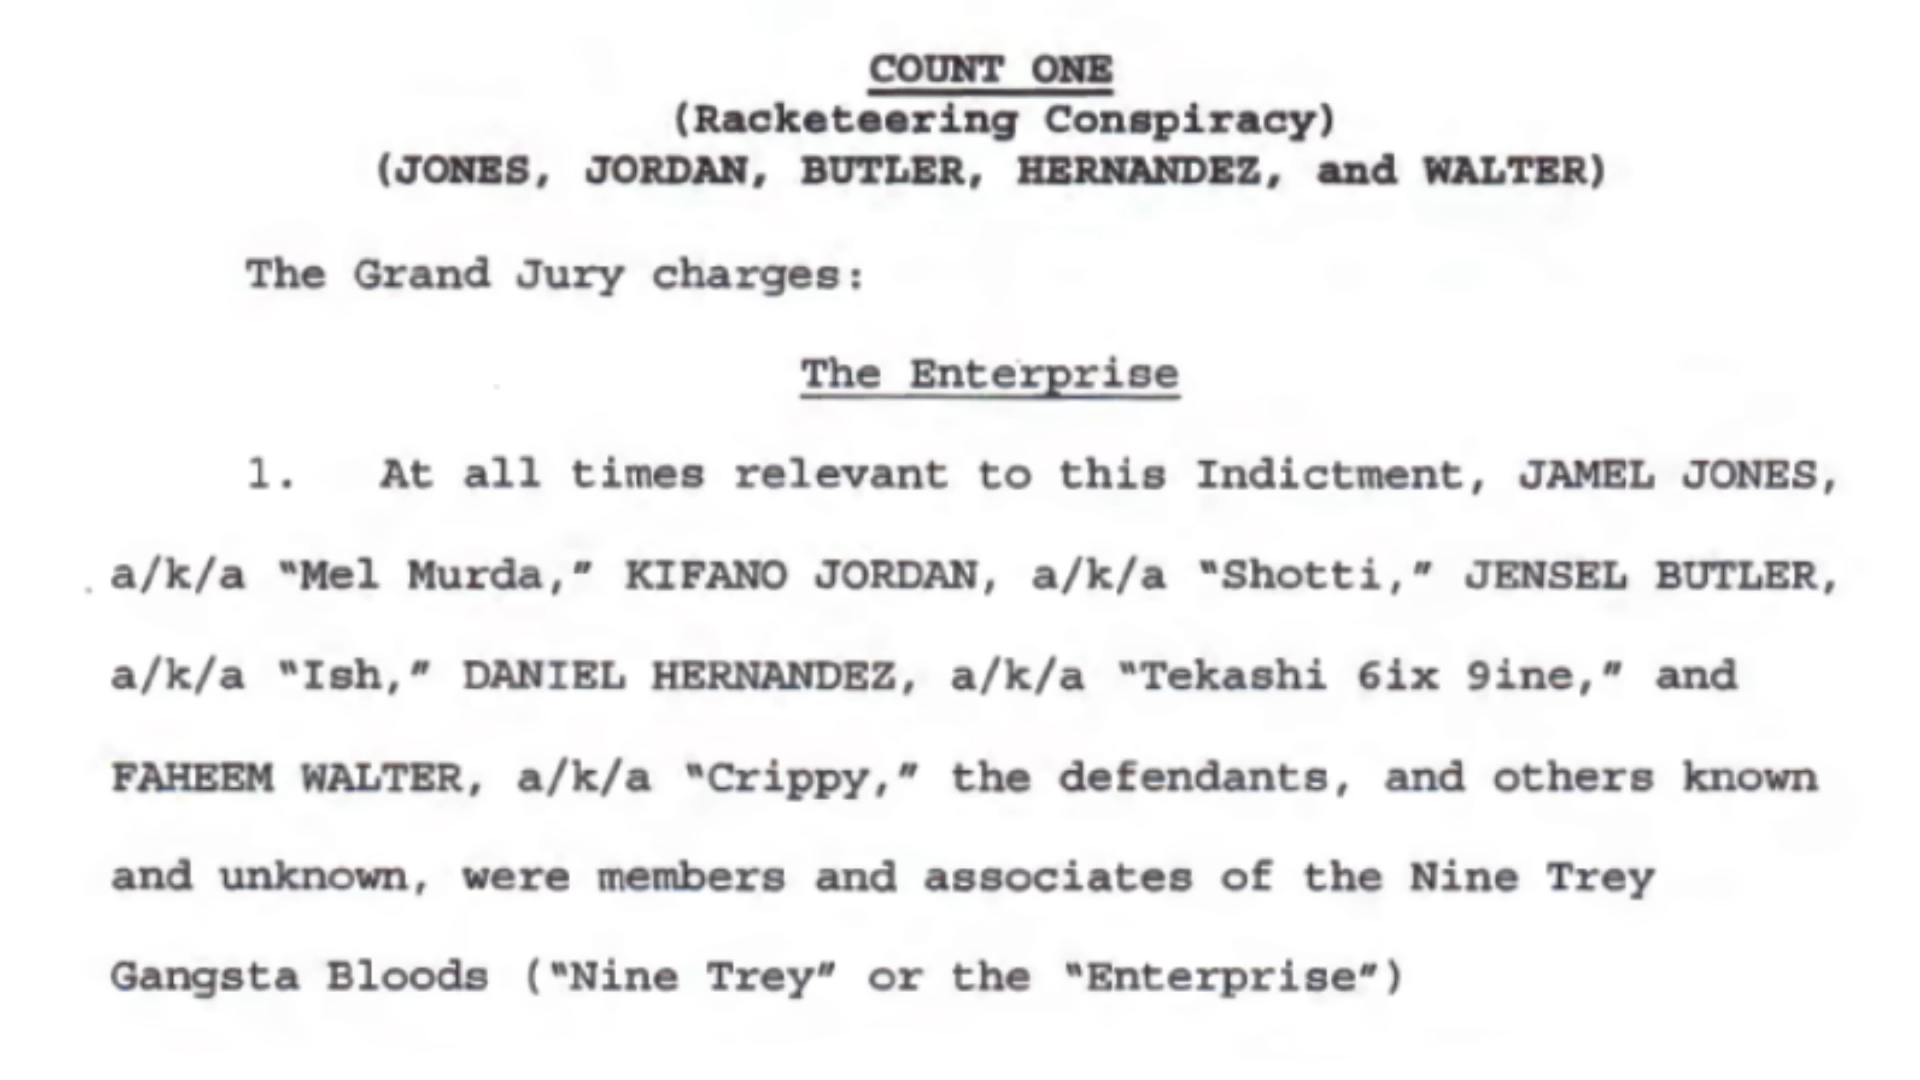 COUNT ONE
(Racketeering Conspiracy)
(JONES, JORDAN, BUTLER, HERNANDEZ, and WALTER)
The Grand Jury charges:
The Enterprise
1. At all times relevant to this Indictment, JAMEL JONES,
a/k/a "Mel Murda," KIFANO JORDAN, a/k/a "Shotti," JENSEL BUTLER,
a/k/a "Ish," DANIEL HERNANDEZ, a/k/a "Tekashi 6ix 9ine," and
FAHEEM WALTER, a/k/a "Crippy," the defendants, and others known
and unknown, were members and associates of the Nine Trey
Gangsta Bloods ("Nine Trey" or the "Enterprise")